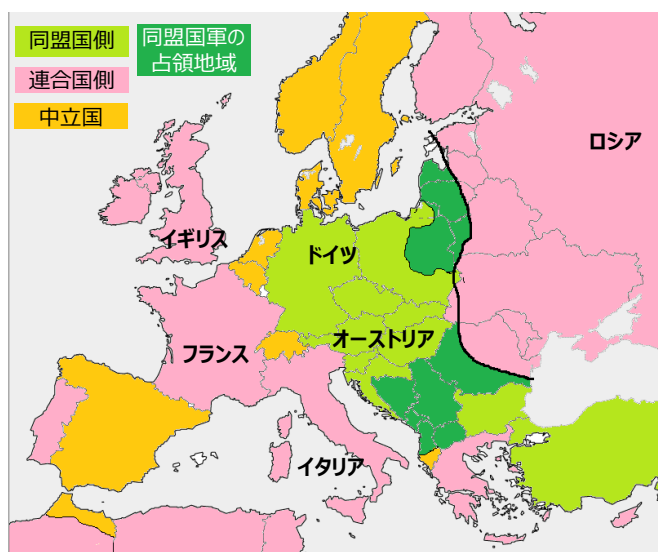 同盟国側
同盟国軍の
占領地域
連合国側
中立国
ロシア
イギリス
ドイツ
オーストリア
フランス
イタリア